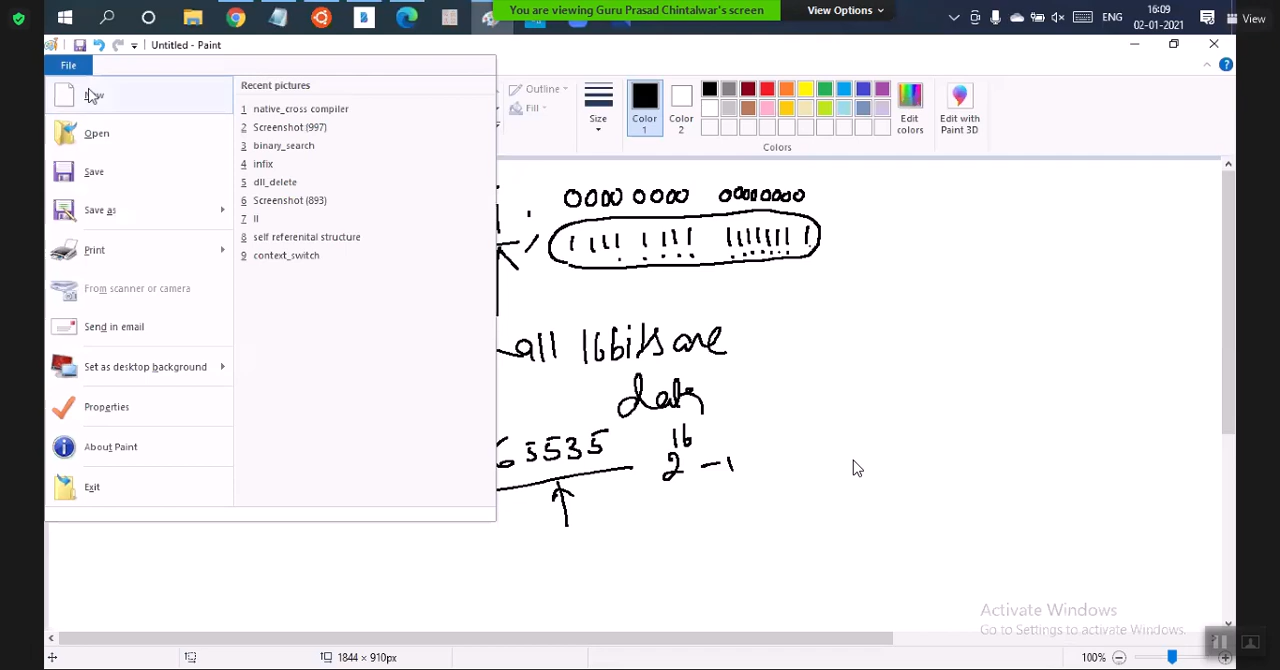 You are viewing Guru Prasad Chintalwar's screen
View Options
ENG
16:09
02-01-2021
View
Untitled - Paint
File
Recent pictures
Open
Save
Save as
Print
From scanner or camera
Send in email
Set as desktop background
Properties
About Paint
Exit
1 native_cross compiler
2 Screenshot (997)
3 binary_search
4 infix
5 dll_delete
6 Screenshot (893)
7 ll
8 self referenital structure
9 context_switch
Outline
Fill
Size
Color 1
Color 2
Edit colors
Edit with Paint 3D
Colors
0000 0000 00000000
1111 1111 11111111
all 16bits are
data
65535 2^16 -1
Activate Windows
Go to Settings to activate Windows.
1844 × 910px
100%